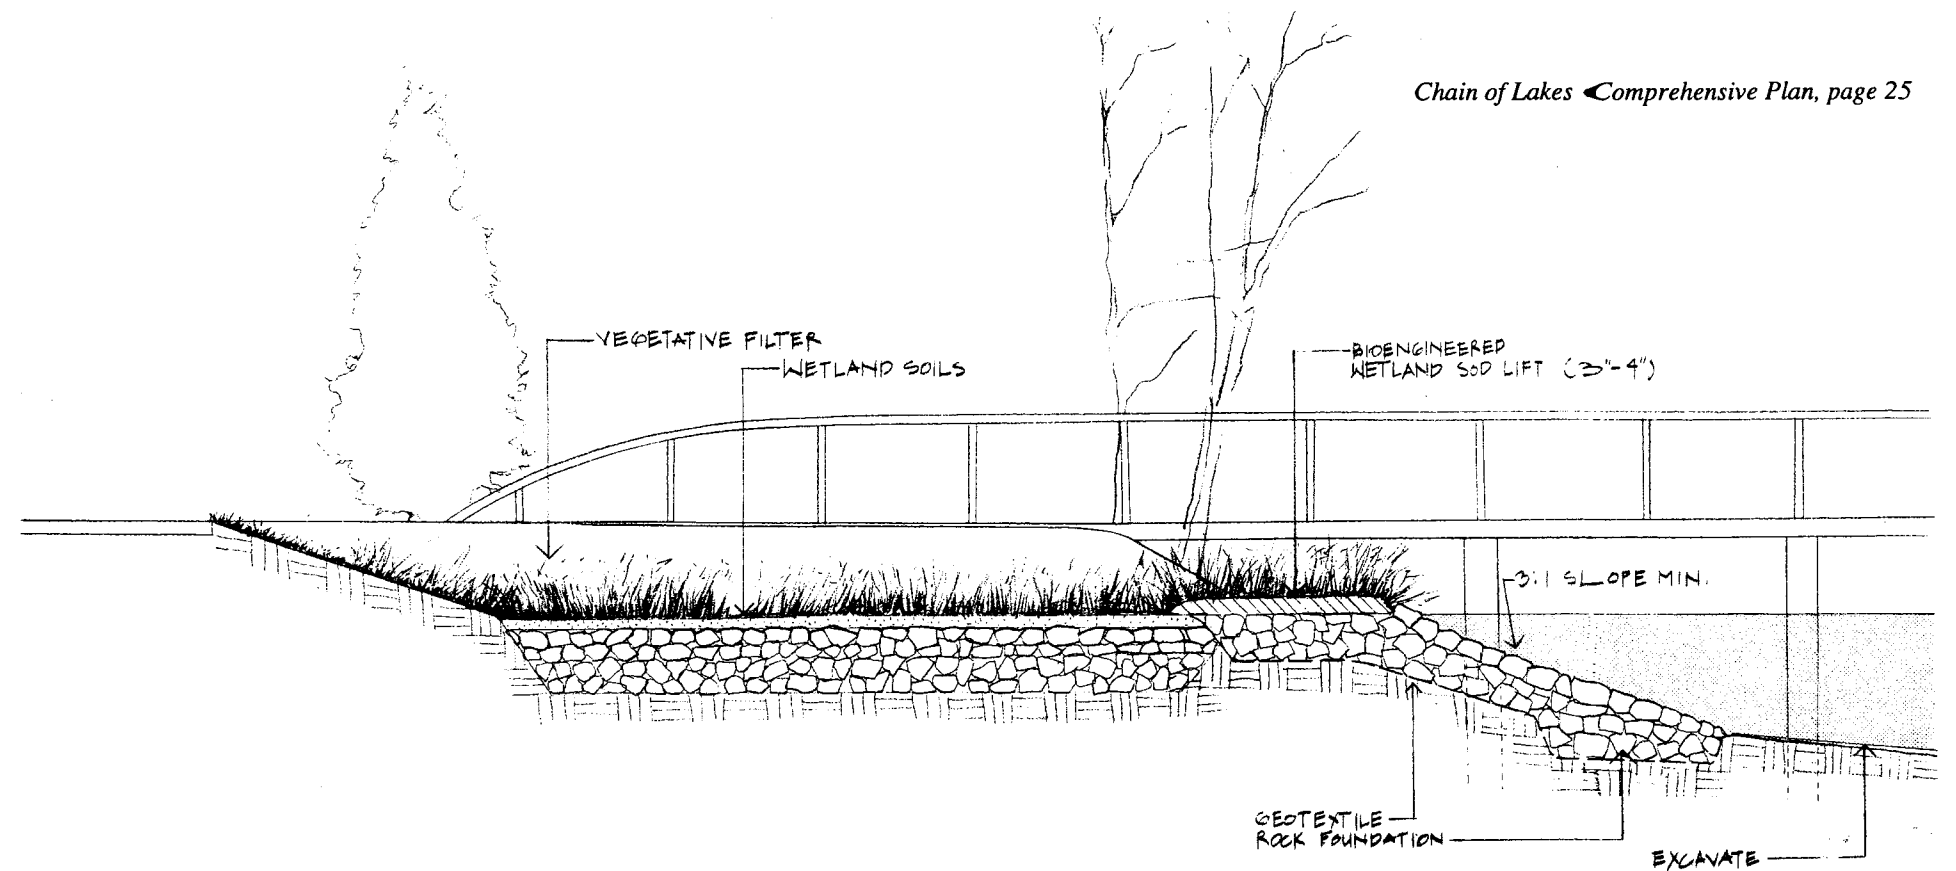 Chain of Lakes Comprehensive Plan, page 25
VEGETATIVE FILTER
WETLAND SOILS
BIOENGINEERED
WETLAND SOD LIFT (3"-4")
3:1 SLOPE MIN.
GEOTEXTILE
ROCK FOUNDATION
EXCAVATE